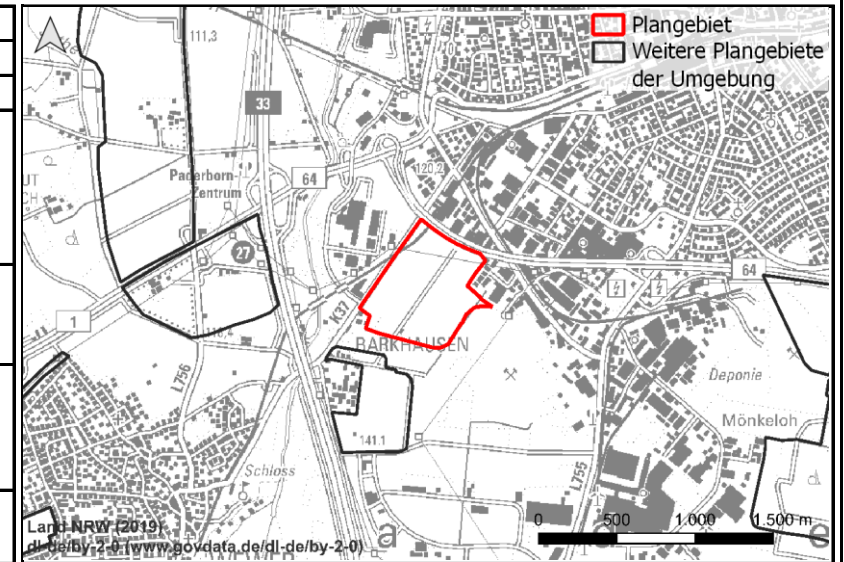 Plangebiet
Weitere Plangebiete
der Umgebung
111,3
33
Paderborn-
Zentrum
64
120,2
27
64
1
K37
BARKHAUSEN
L756
Deponie
Mönkeloh
141.1
Schloss
L755
Land NRW (2019)
dl-de/by-2-0 (www.govdata.de/dl-de/by-2-0)
0 500 1.000 1.500 m
a